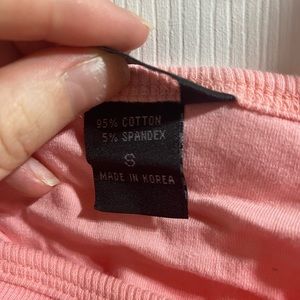 95% COTTON
5% SPANDEX
S
MADE IN KOREA